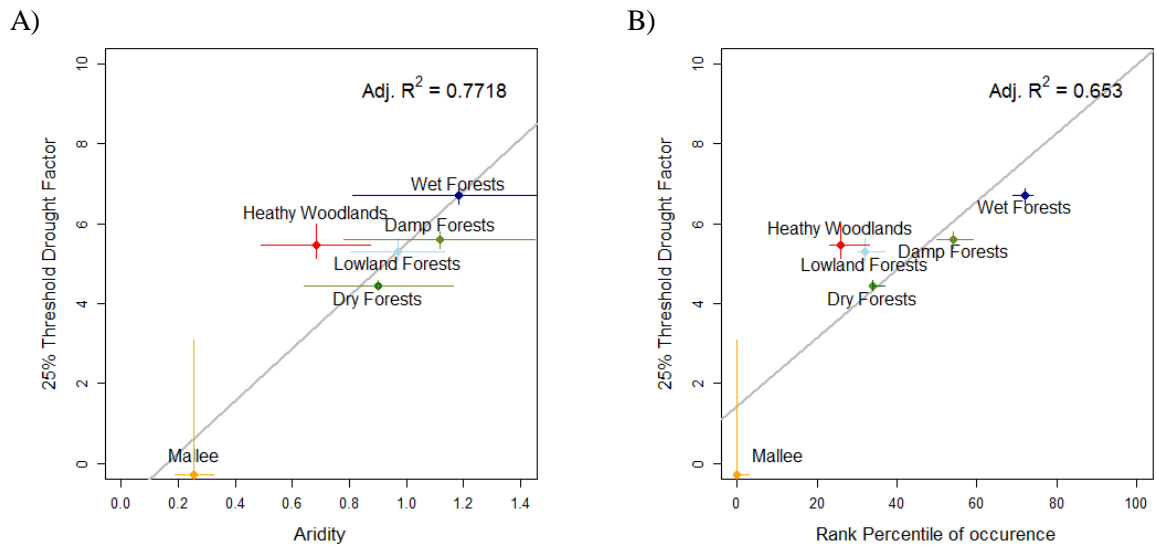 A)
Adj. R² = 0.7718
Wet Forests
Heathy Woodlands
Damp Forests
Lowland Forests
Dry Forests
Mallee
25% Threshold Drought Factor
0 2 4 6 8 10
0.0 0.2 0.4 0.6 0.8 1.0 1.2 1.4
Aridity
B)
Adj. R² = 0.653
Wet Forests
Heathy Woodlands
Damp Forests
Lowland Forests
Dry Forests
Mallee
25% Threshold Drought Factor
0 2 4 6 8 10
0 20 40 60 80 100
Rank Percentile of occurence